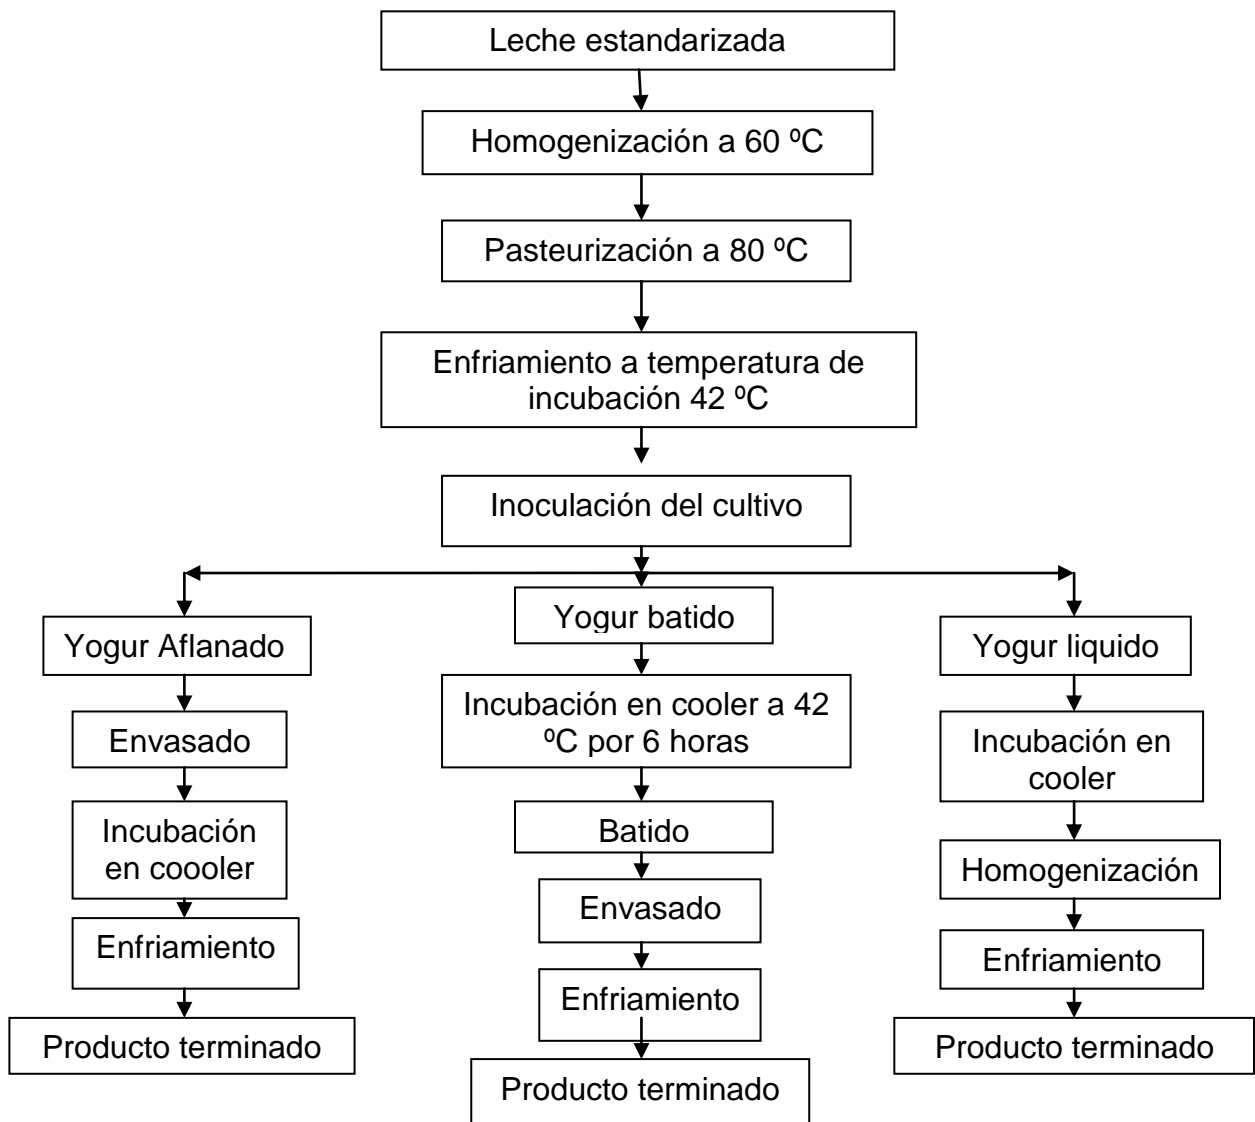 Leche estandarizada
Homogenización a 60 ºC
Pasteurización a 80 ºC
Enfriamiento a temperatura de
incubación 42 ºC
Inoculación del cultivo
Yogur Aflanado
Envasado
Incubación
en coooler
Enfriamiento
Producto terminado
Yogur batido
Incubación en cooler a 42
ºC por 6 horas
Batido
Envasado
Enfriamiento
Producto terminado
Yogur liquido
Incubación en
cooler
Homogenización
Enfriamiento
Producto terminado